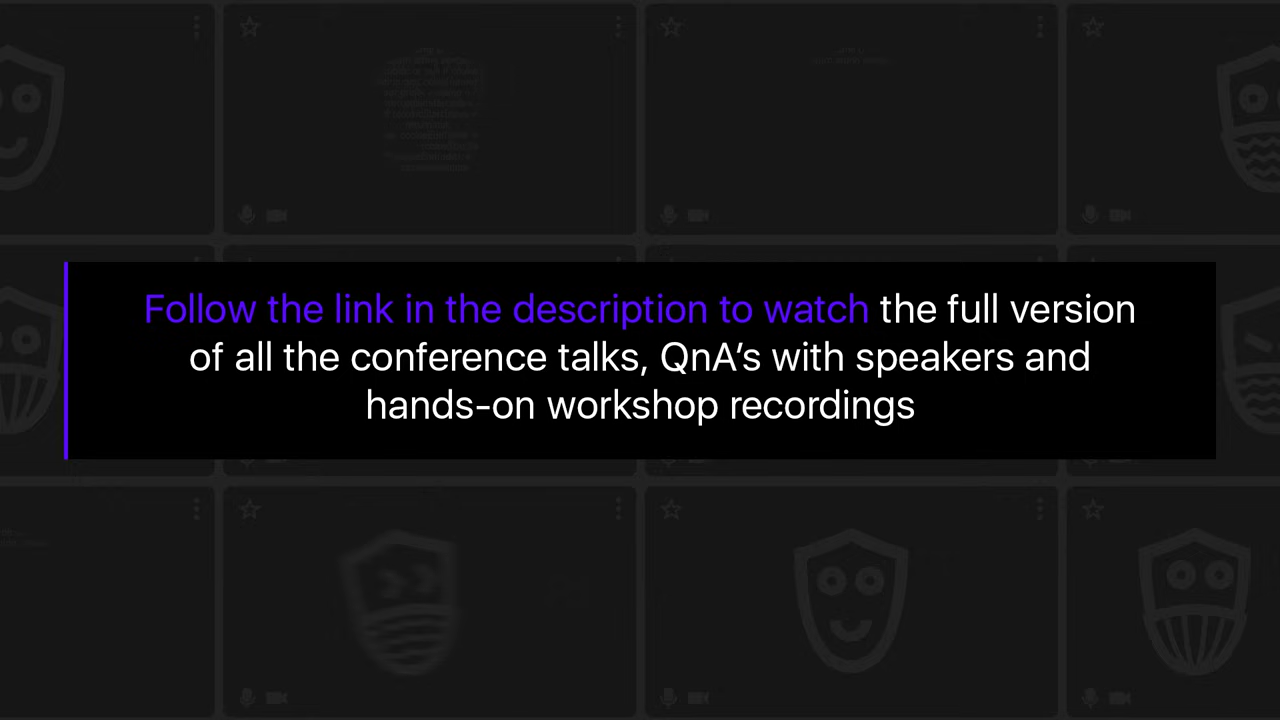 Follow the link in the description to watch the full version
of all the conference talks, QnA’s with speakers and
hands-on workshop recordings